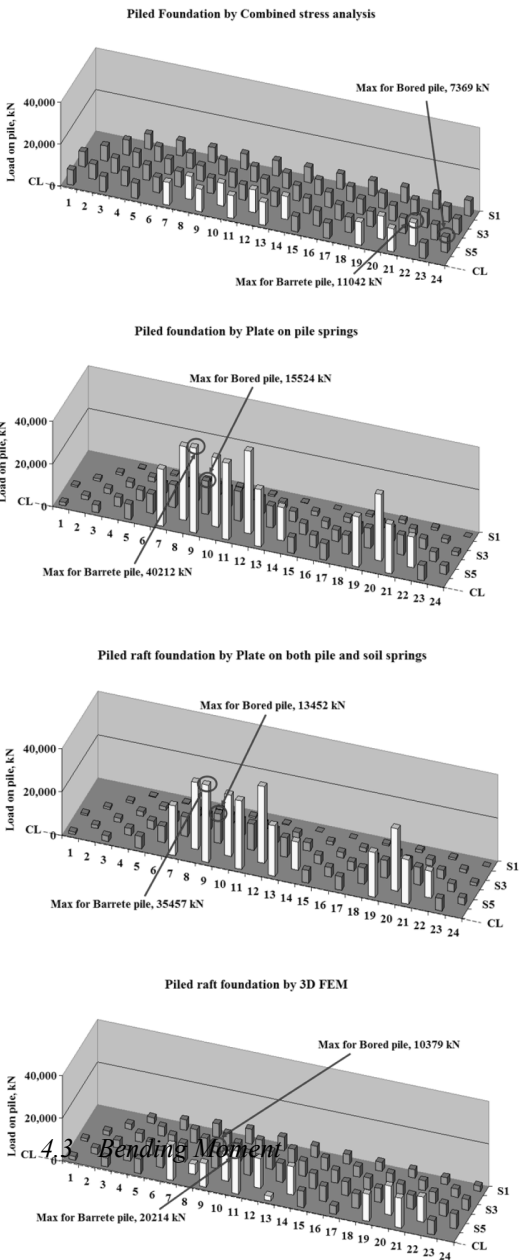 Piled Foundation by Combined stress analysis
Max for Bored pile, 7369 kN
Load on pile, kN
40,000
20,000
0
CL
1 2 3 4 5 6 7 8 9 10 11 12 13 14 15 16 17 18 19 20 21 22 23 24
S1
S3
S5
CL
Max for Barrete pile, 11042 kN
Piled foundation by Plate on pile springs
Max for Bored pile, 15524 kN
Load on pile, kN
40,000
20,000
0
CL
1 2 3 4 5 6 7 8 9 10 11 12 13 14 15 16 17 18 19 20 21 22 23 24
S1
S3
S5
CL
Max for Barrete pile, 40212 kN
Piled raft foundation by Plate on both pile and soil springs
Max for Bored pile, 13452 kN
Load on pile, kN
40,000
20,000
0
CL
1 2 3 4 5 6 7 8 9 10 11 12 13 14 15 16 17 18 19 20 21 22 23 24
S1
S3
S5
CL
Max for Barrete pile, 35457 kN
Piled raft foundation by 3D FEM
Max for Bored pile, 10379 kN
Load on pile, kN
40,000
20,000
0
CL
4.3 Bending Moment
1 2 3 4 5 6 7 8 9 10 11 12 13 14 15 16 17 18 19 20 21 22 23 24
S1
S3
S5
CL
Max for Barrete pile, 20214 kN